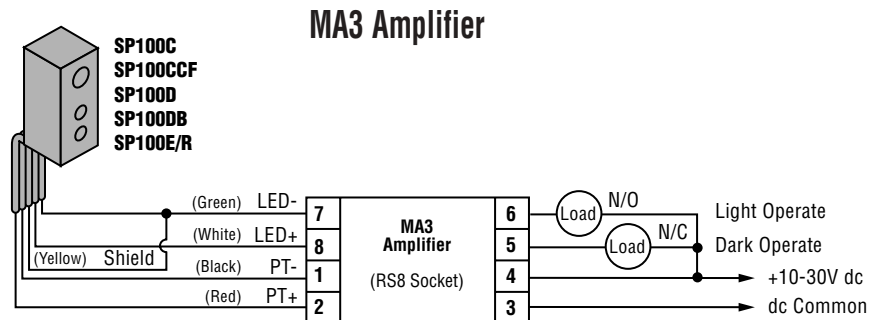 MA3 Amplifier
SP100C
SP100CCF
SP100D
SP100DB
SP100E/R
(Green) LED- 7
(White) LED+ 8
(Yellow) Shield
(Black) PT- 1
(Red) PT+ 2
MA3
Amplifier
(RS8 Socket)
6 Load N/O Light Operate
5 Load N/C Dark Operate
4 +10-30V dc
3 dc Common